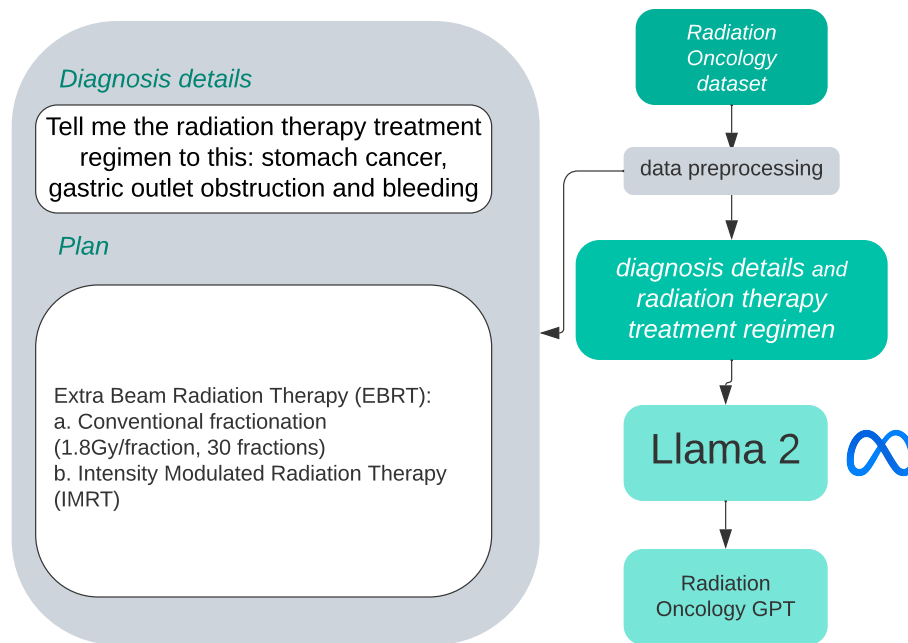 Diagnosis details
Tell me the radiation therapy treatment
regimen to this: stomach cancer,
gastric outlet obstruction and bleeding
Plan
Extra Beam Radiation Therapy (EBRT):
a. Conventional fractionation
(1.8Gy/fraction, 30 fractions)
b. Intensity Modulated Radiation Therapy
(IMRT)
Radiation
Oncology
dataset
data preprocessing
diagnosis details and
radiation therapy
treatment regimen
Llama 2
Radiation
Oncology GPT